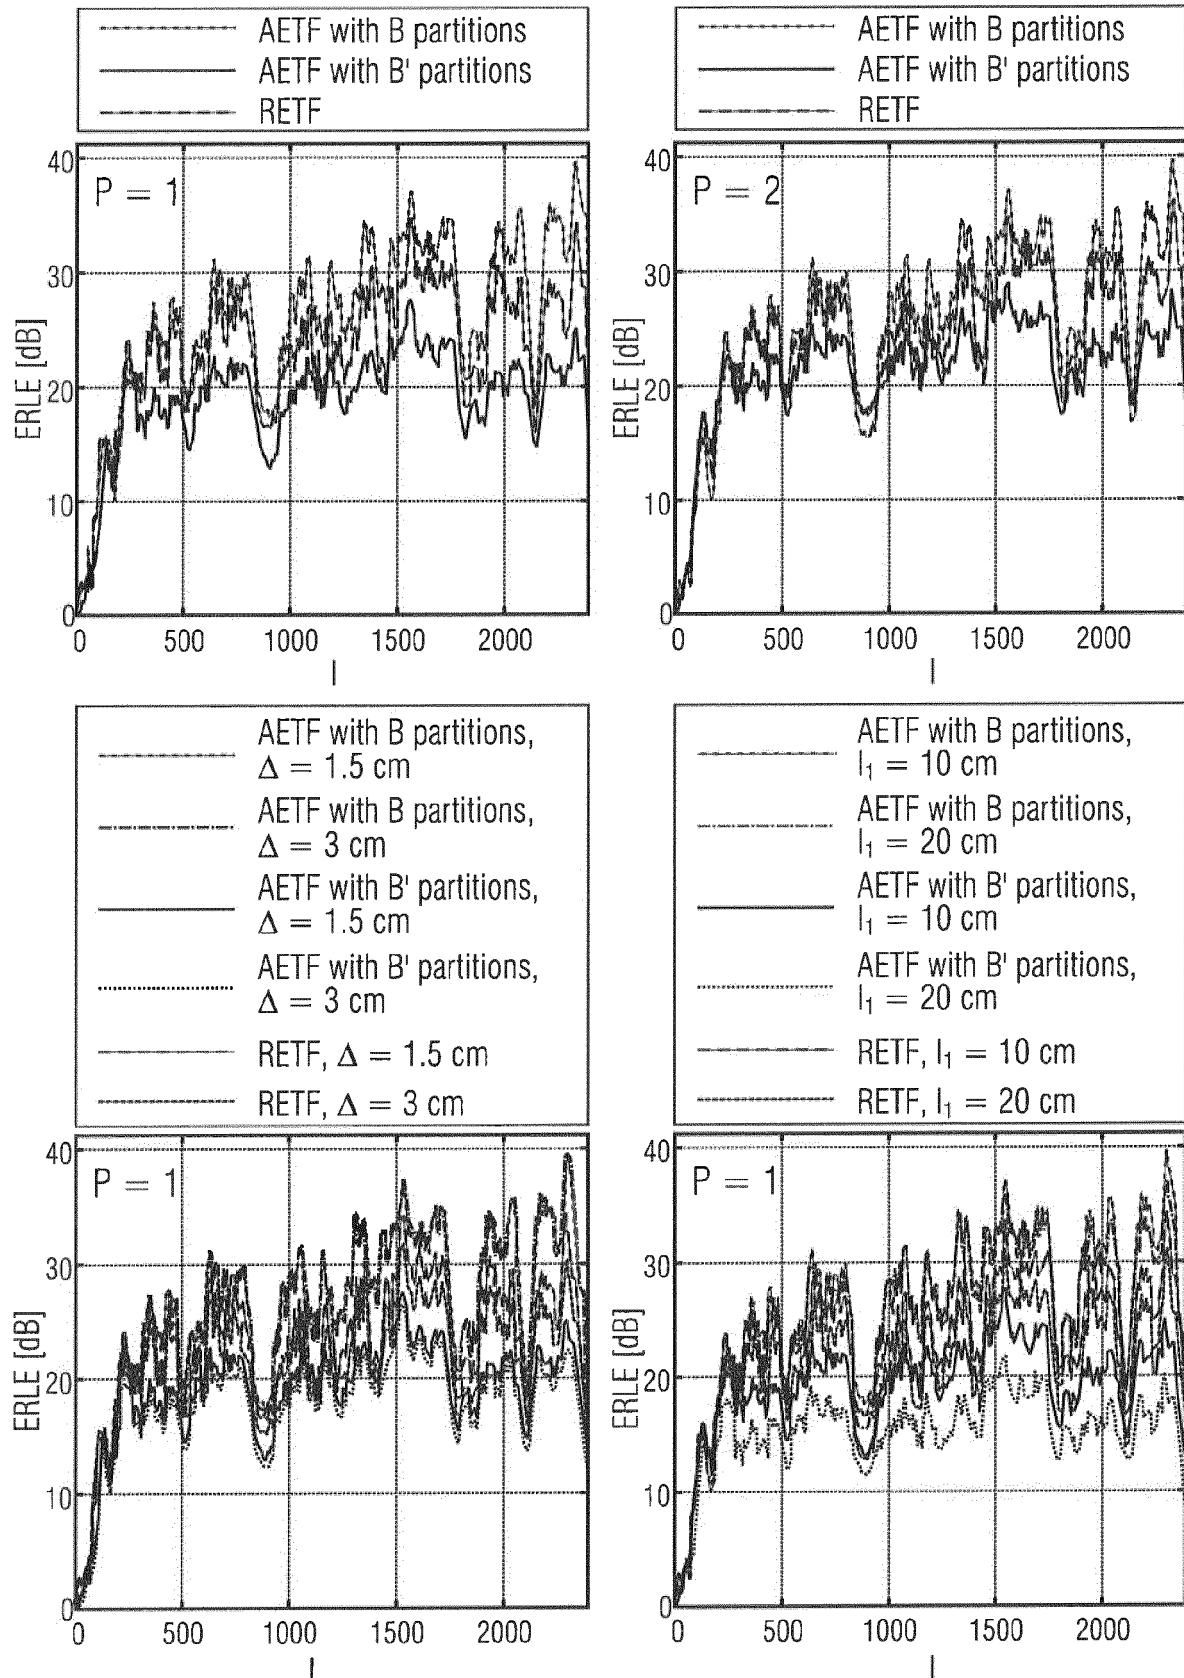 AETF with B partitions
AETF with B' partitions
RETF
40
30
20
10
0
ERLE [dB]
P = 1
0 500 1000 1500 2000
l
AETF with B partitions
AETF with B' partitions
RETF
40
30
20
10
0
ERLE [dB]
P = 2
0 500 1000 1500 2000
l
AETF with B partitions,
Δ = 1.5 cm
AETF with B partitions,
Δ = 3 cm
AETF with B' partitions,
Δ = 1.5 cm
AETF with B' partitions,
Δ = 3 cm
RETF, Δ = 1.5 cm
RETF, Δ = 3 cm
40
30
20
10
0
ERLE [dB]
P = 1
0 500 1000 1500 2000
l
AETF with B partitions,
l₁ = 10 cm
AETF with B partitions,
l₁ = 20 cm
AETF with B' partitions,
l₁ = 10 cm
AETF with B' partitions,
l₁ = 20 cm
RETF, l₁ = 10 cm
RETF, l₁ = 20 cm
40
30
20
10
0
ERLE [dB]
P = 1
0 500 1000 1500 2000
l